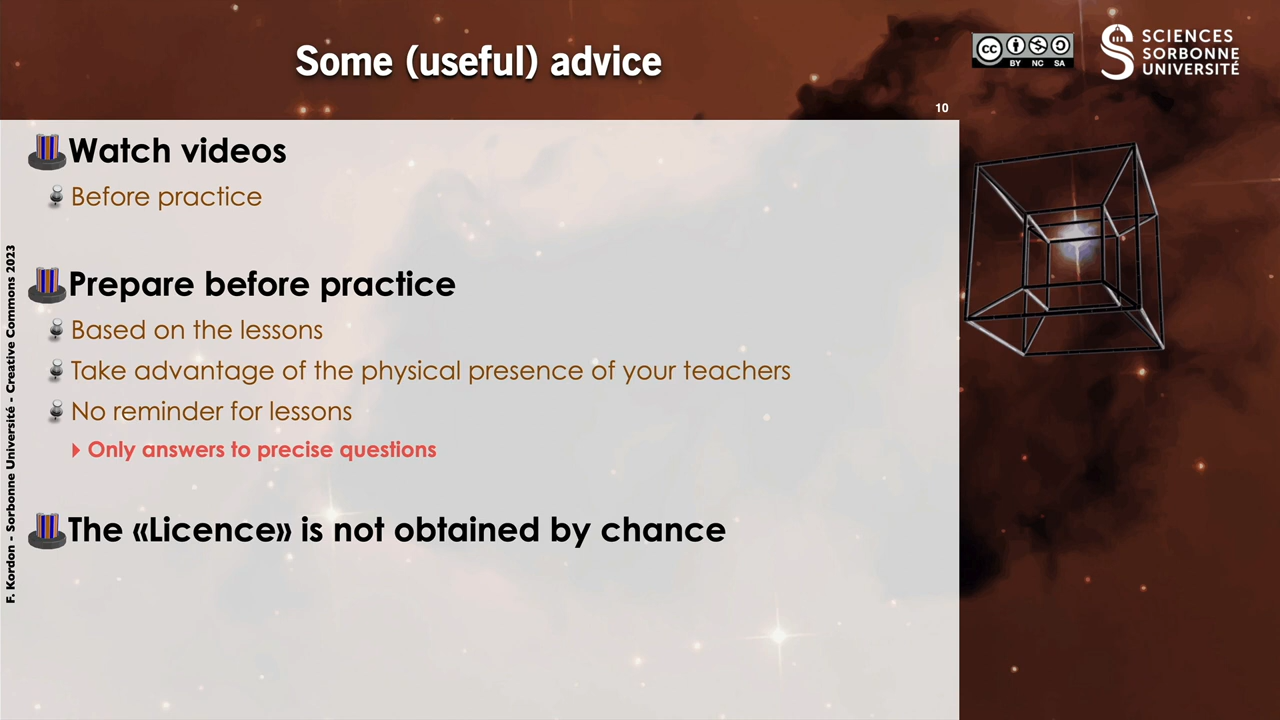 Some (useful) advice
cc BY NC SA
SCIENCES
SORBONNE
UNIVERSITÉ
10
Watch videos
Before practice
Prepare before practice
Based on the lessons
Take advantage of the physical presence of your teachers
No reminder for lessons
Only answers to precise questions
The «Licence» is not obtained by chance
F. Kordon - Sorbonne Université - Creative Commons 2023